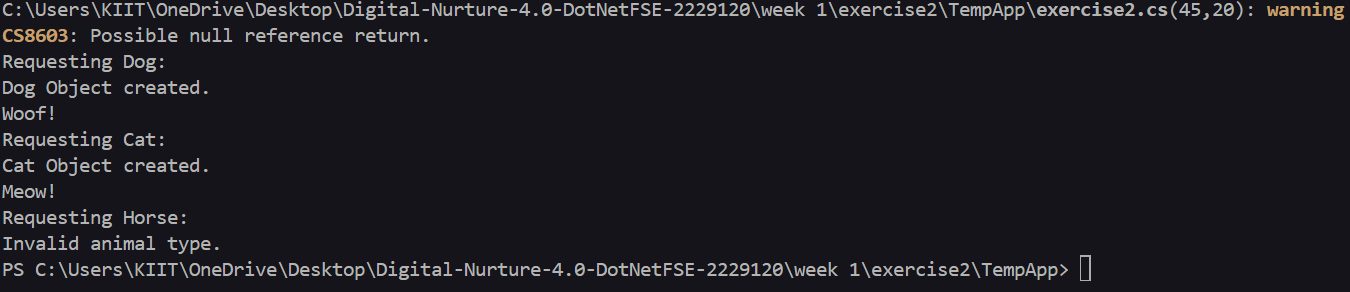 C:\Users\KIIT\OneDrive\Desktop\Digital-Nurture-4.0-DotNetFSE-2229120\week 1\exercise2\TempApp\exercise2.cs(45,20): warning
CS8603: Possible null reference return.
Requesting Dog:
Dog Object created.
Woof!
Requesting Cat:
Cat Object created.
Meow!
Requesting Horse:
Invalid animal type.
PS C:\Users\KIIT\OneDrive\Desktop\Digital-Nurture-4.0-DotNetFSE-2229120\week 1\exercise2\TempApp>